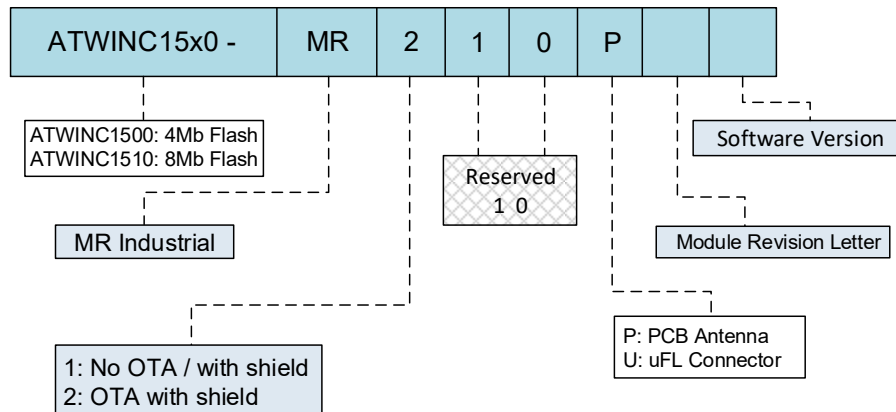 ATWINC15x0 - MR 2 1 0 P
ATWINC1500: 4Mb Flash
ATWINC1510: 8Mb Flash
Software Version
Reserved
1 0
MR Industrial
Module Revision Letter
1: No OTA / with shield
2: OTA with shield
P: PCB Antenna
U: uFL Connector